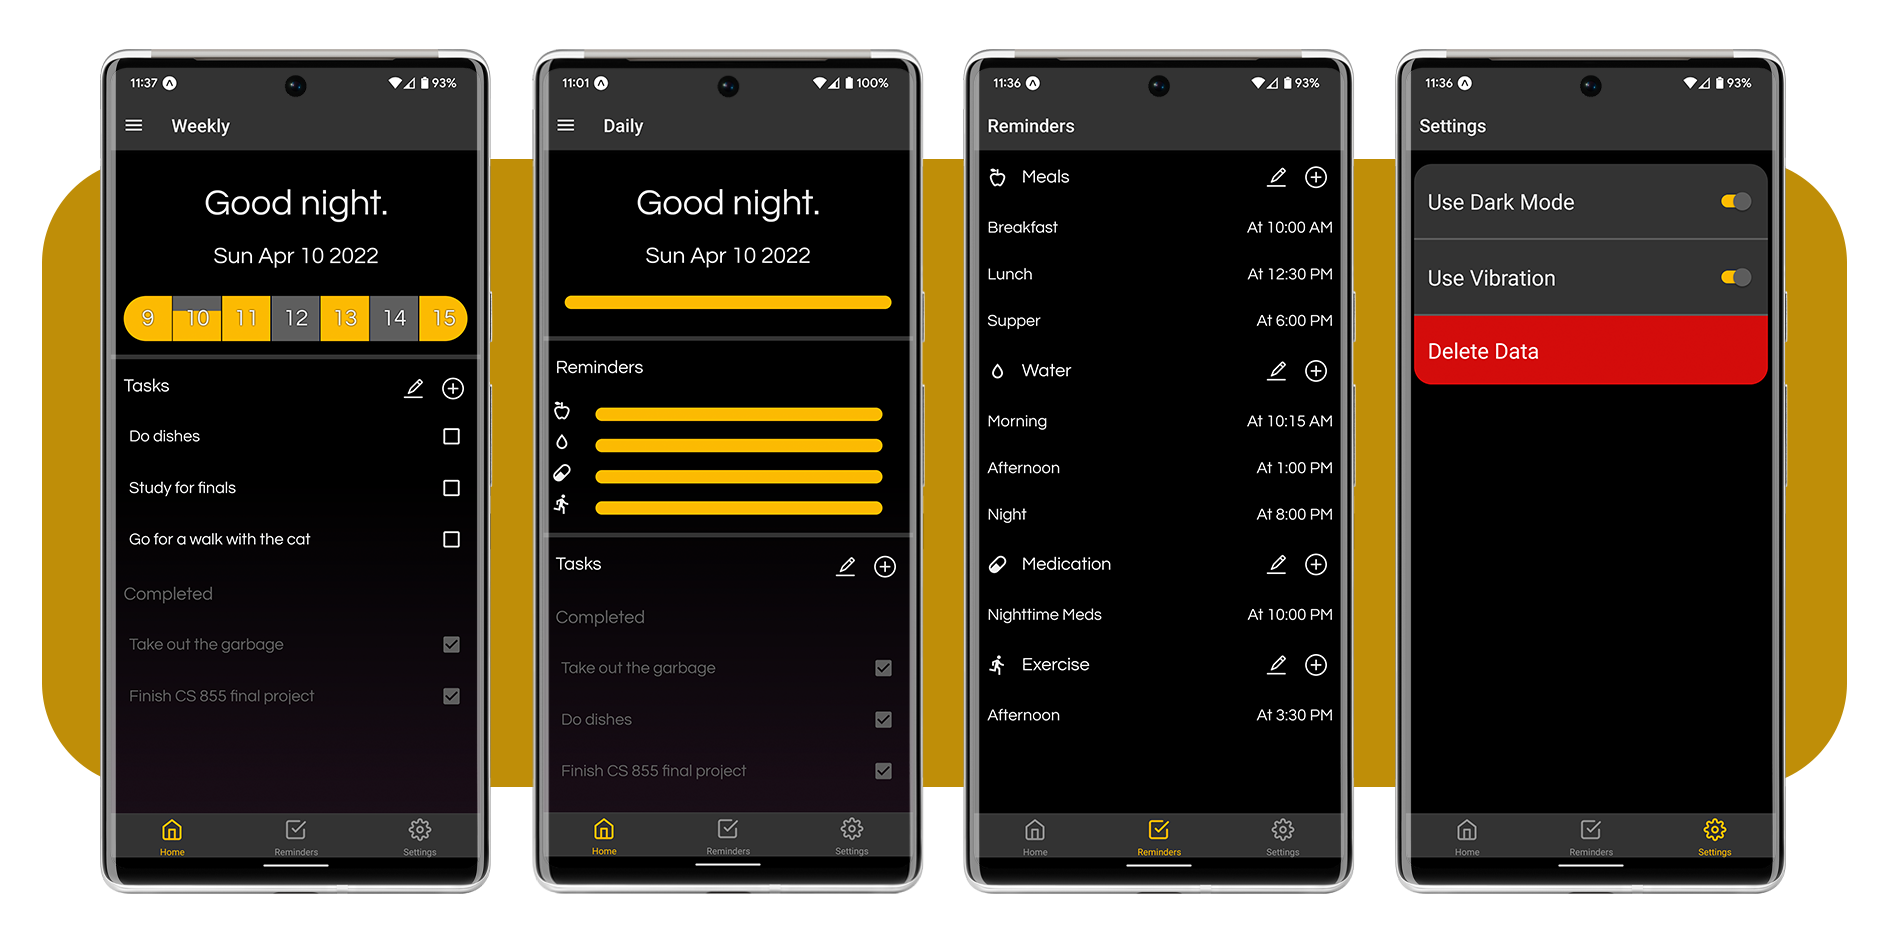 11:37 93%
Weekly
Good night.
Sun Apr 10 2022
9 10 11 12 13 14 15
Tasks
Do dishes
Study for finals
Go for a walk with the cat
Completed
Take out the garbage
Finish CS 855 final project
Home Reminders Settings
11:01 100%
Daily
Good night.
Sun Apr 10 2022
Reminders
Tasks
Completed
Take out the garbage
Do dishes
Finish CS 855 final project
Home Reminders Settings
11:36 93%
Reminders
Meals
Breakfast At 10:00 AM
Lunch At 12:30 PM
Supper At 6:00 PM
Water
Morning At 10:15 AM
Afternoon At 1:00 PM
Night At 8:00 PM
Medication
Nighttime Meds At 10:00 PM
Exercise
Afternoon At 3:30 PM
Home Reminders Settings
11:36 93%
Settings
Use Dark Mode
Use Vibration
Delete Data
Home Reminders Settings